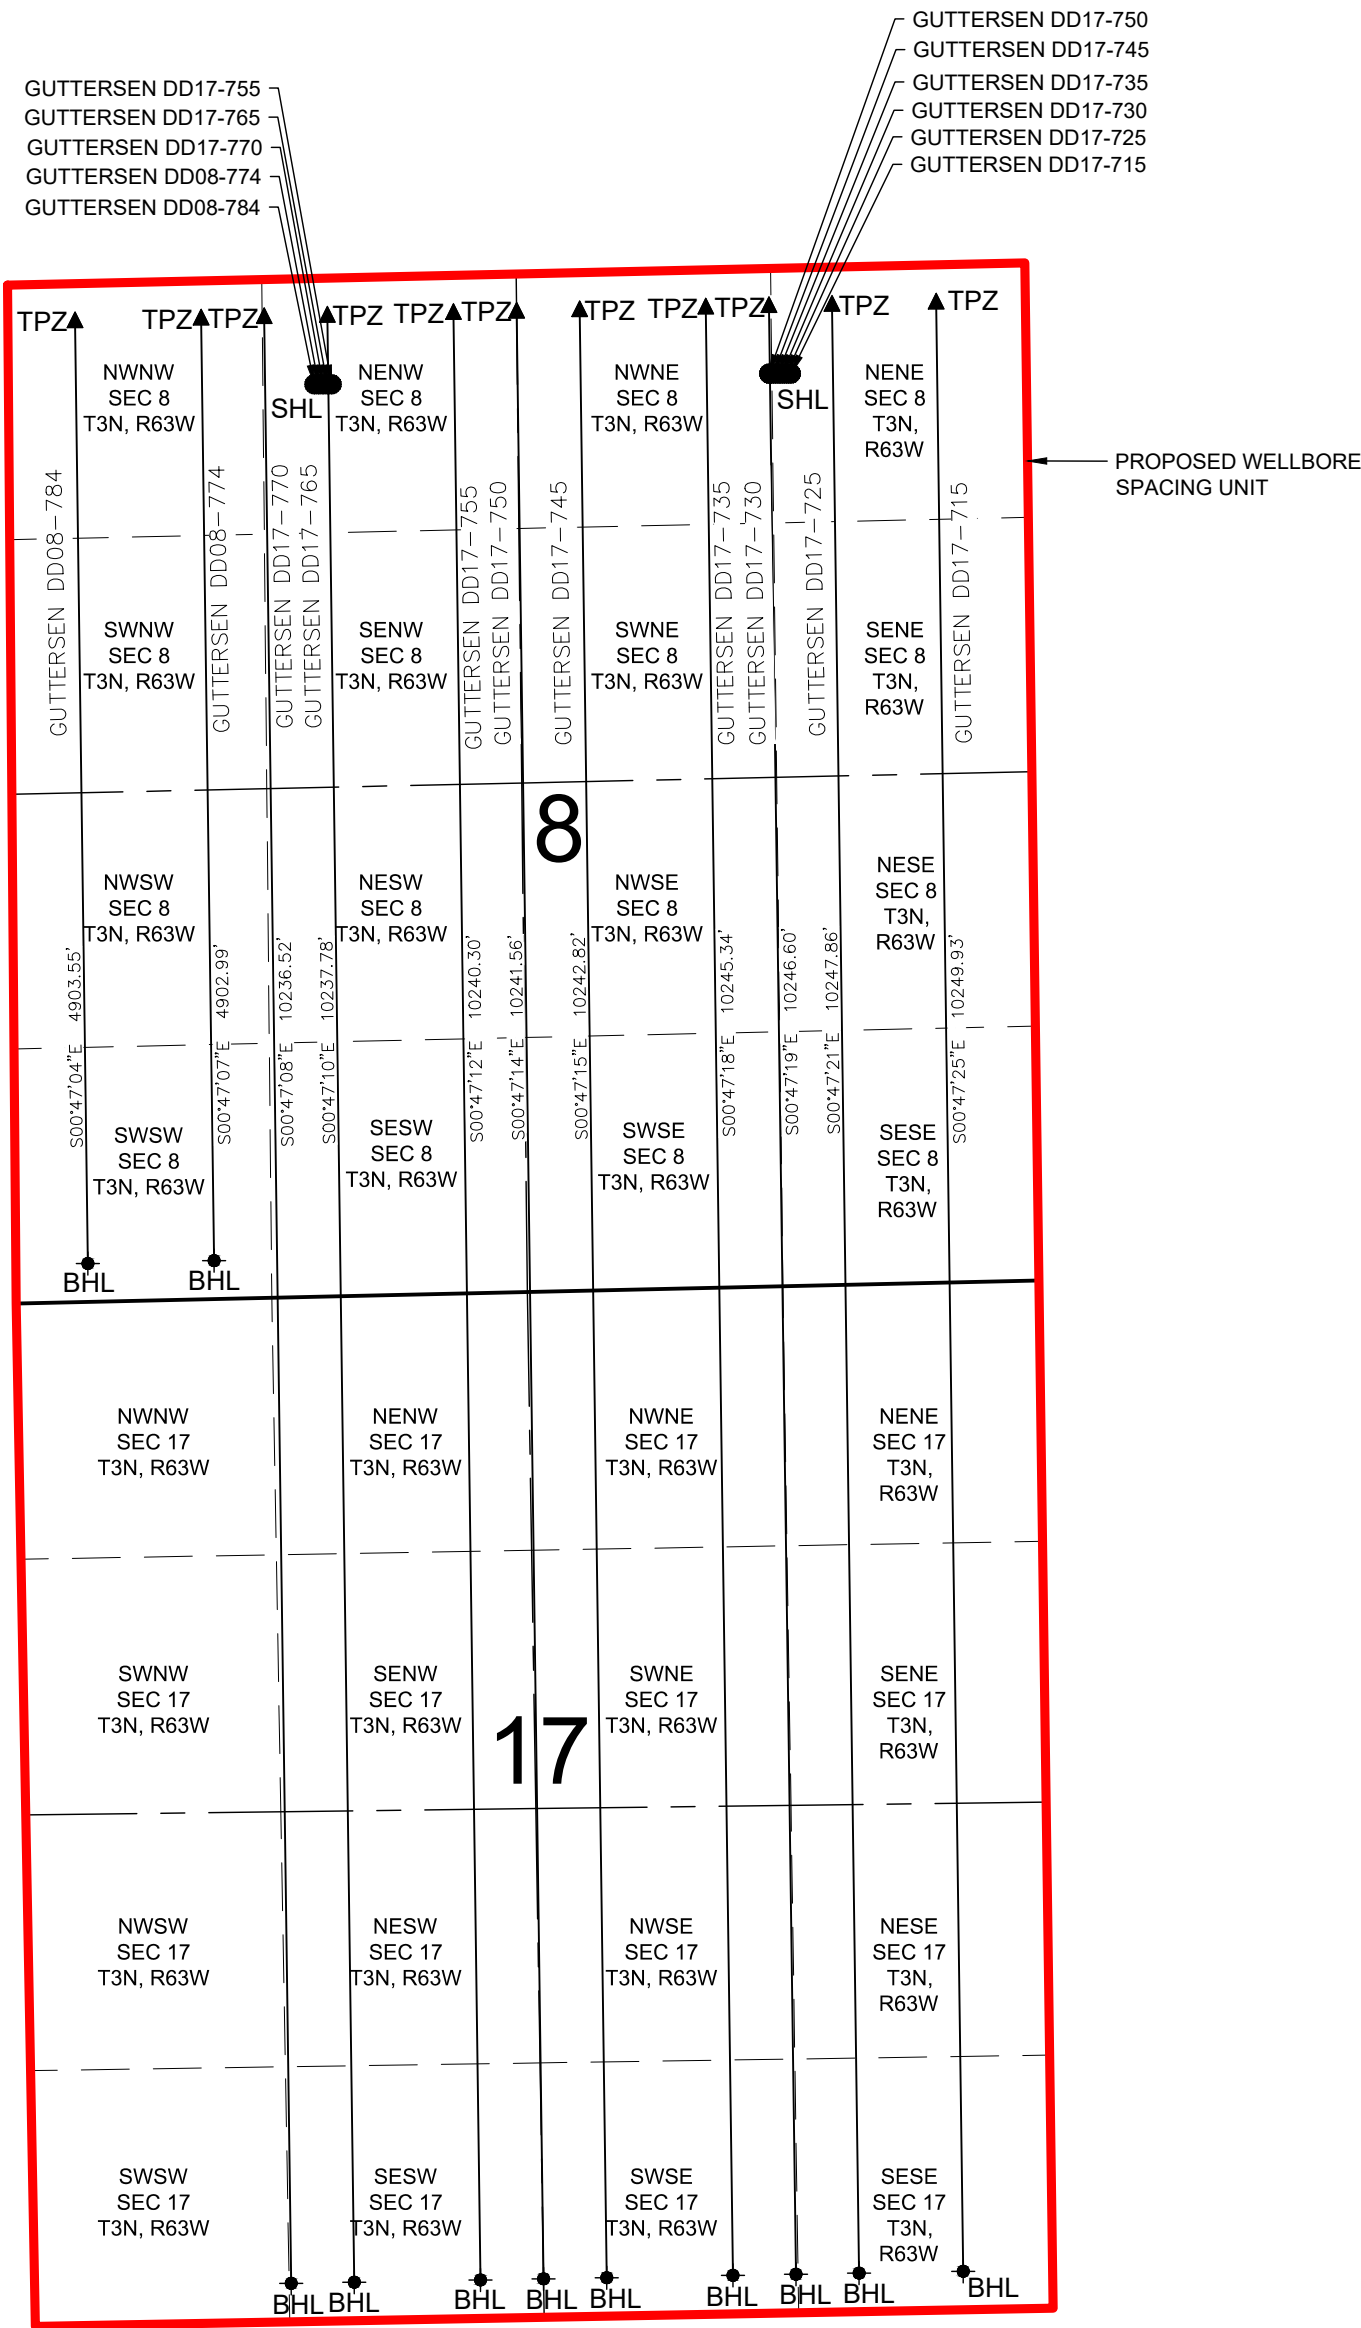 GUTTERSEN DD17-750
GUTTERSEN DD17-745
GUTTERSEN DD17-735
GUTTERSEN DD17-730
GUTTERSEN DD17-725
GUTTERSEN DD17-715
GUTTERSEN DD17-755
GUTTERSEN DD17-765
GUTTERSEN DD17-770
GUTTERSEN DD08-774
GUTTERSEN DD08-784
TPZ
TPZ
TPZ
TPZ
TPZ
TPZ
TPZ
TPZ
TPZ
TPZ
TPZ
NWNW
SEC 8
T3N, R63W
SHL
NENW
SEC 8
T3N, R63W
NWNE
SEC 8
T3N, R63W
SHL
NENE
SEC 8
T3N,
R63W
PROPOSED WELLBORE
SPACING UNIT
GUTTERSEN DD08-784
GUTTERSEN DD08-774
GUTTERSEN DD17-770
GUTTERSEN DD17-765
GUTTERSEN DD17-755
GUTTERSEN DD17-750
GUTTERSEN DD17-745
GUTTERSEN DD17-735
GUTTERSEN DD17-730
GUTTERSEN DD17-725
GUTTERSEN DD17-715
SWNW
SEC 8
T3N, R63W
SENW
SEC 8
T3N, R63W
SWNE
SEC 8
T3N, R63W
SENE
SEC 8
T3N,
R63W
8
NWSW
SEC 8
T3N, R63W
NESW
SEC 8
T3N, R63W
NWSE
SEC 8
T3N, R63W
NESE
SEC 8
T3N,
R63W
S00°47'04"E 4903.55'
S00°47'07"E 4902.99'
S00°47'08"E 10236.52'
S00°47'10"E 10237.78'
S00°47'12"E 10240.30'
S00°47'14"E 10241.56'
S00°47'15"E 10242.82'
S00°47'18"E 10245.34'
S00°47'19"E 10246.60'
S00°47'21"E 10247.86'
S00°47'25"E 10249.93'
SWSW
SEC 8
T3N, R63W
SESW
SEC 8
T3N, R63W
SWSE
SEC 8
T3N, R63W
SESE
SEC 8
T3N,
R63W
BHL
BHL
NWNW
SEC 17
T3N, R63W
NENW
SEC 17
T3N, R63W
NWNE
SEC 17
T3N, R63W
NENE
SEC 17
T3N,
R63W
SWNW
SEC 17
T3N, R63W
SENW
SEC 17
T3N, R63W
SWNE
SEC 17
T3N, R63W
SENE
SEC 17
T3N,
R63W
17
NWSW
SEC 17
T3N, R63W
NESW
SEC 17
T3N, R63W
NWSE
SEC 17
T3N, R63W
NESE
SEC 17
T3N,
R63W
SWSW
SEC 17
T3N, R63W
SESW
SEC 17
T3N, R63W
SWSE
SEC 17
T3N, R63W
SESE
SEC 17
T3N,
R63W
BHL
BHL
BHL
BHL
BHL
BHL
BHL
BHL
BHL